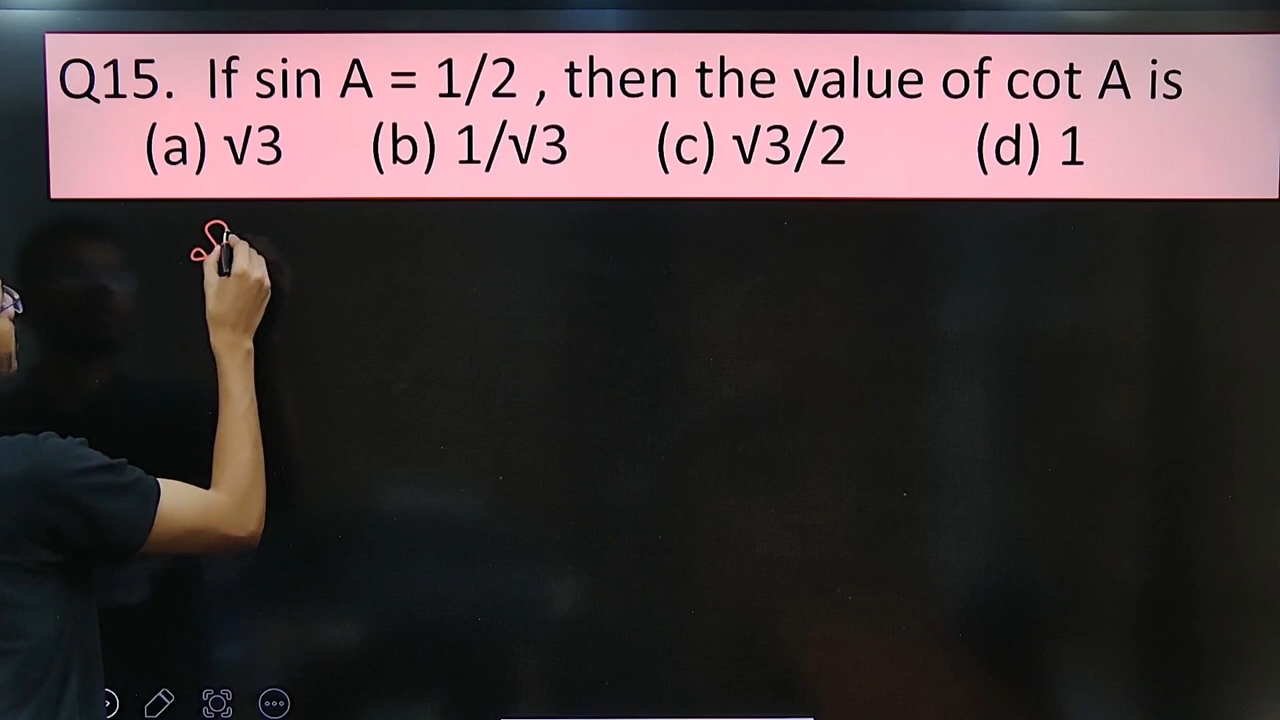 Q15. If sin A = 1/2 , then the value of cot A is
(a) √3 (b) 1/√3 (c) √3/2 (d) 1